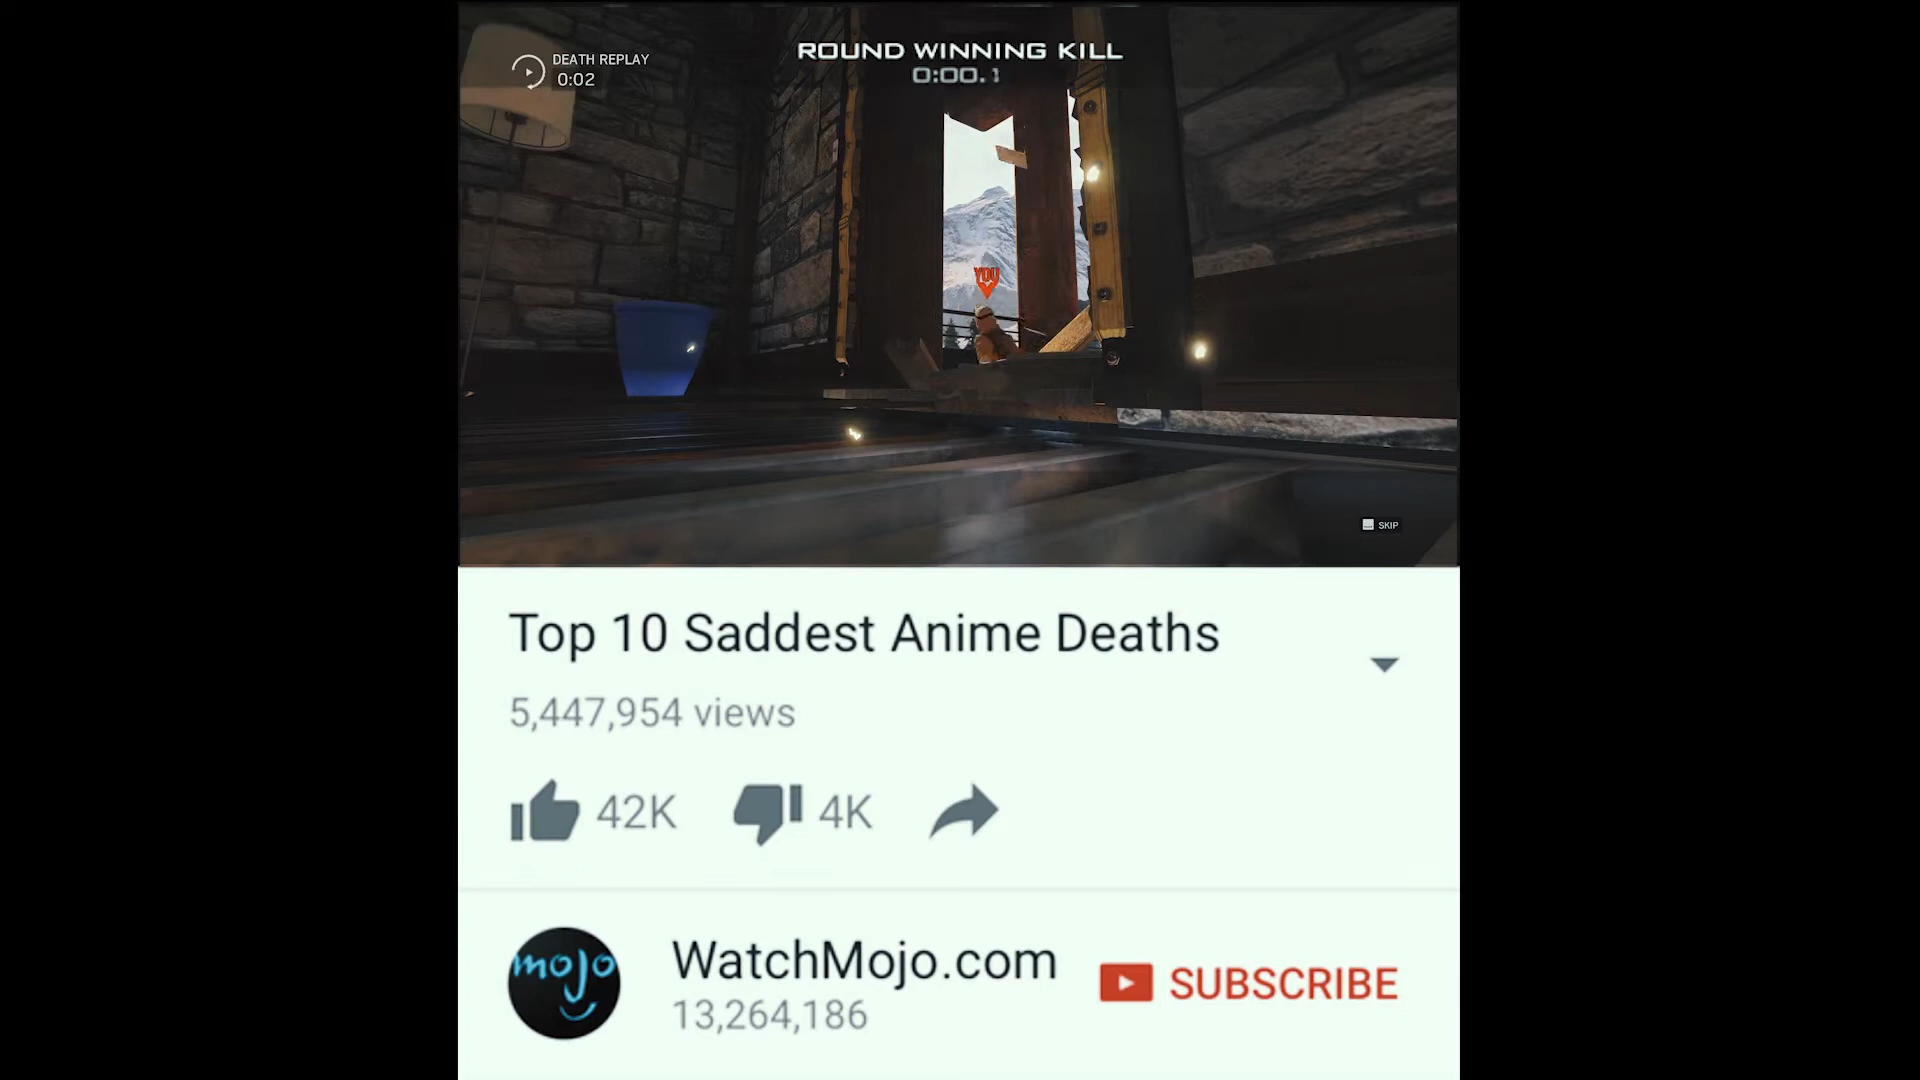 DEATH REPLAY
0:02
ROUND WINNING KILL
0:00.1
YOU
SKIP
Top 10 Saddest Anime Deaths
5,447,954 views
42K
4K
mojo
WatchMojo.com
13,264,186
SUBSCRIBE